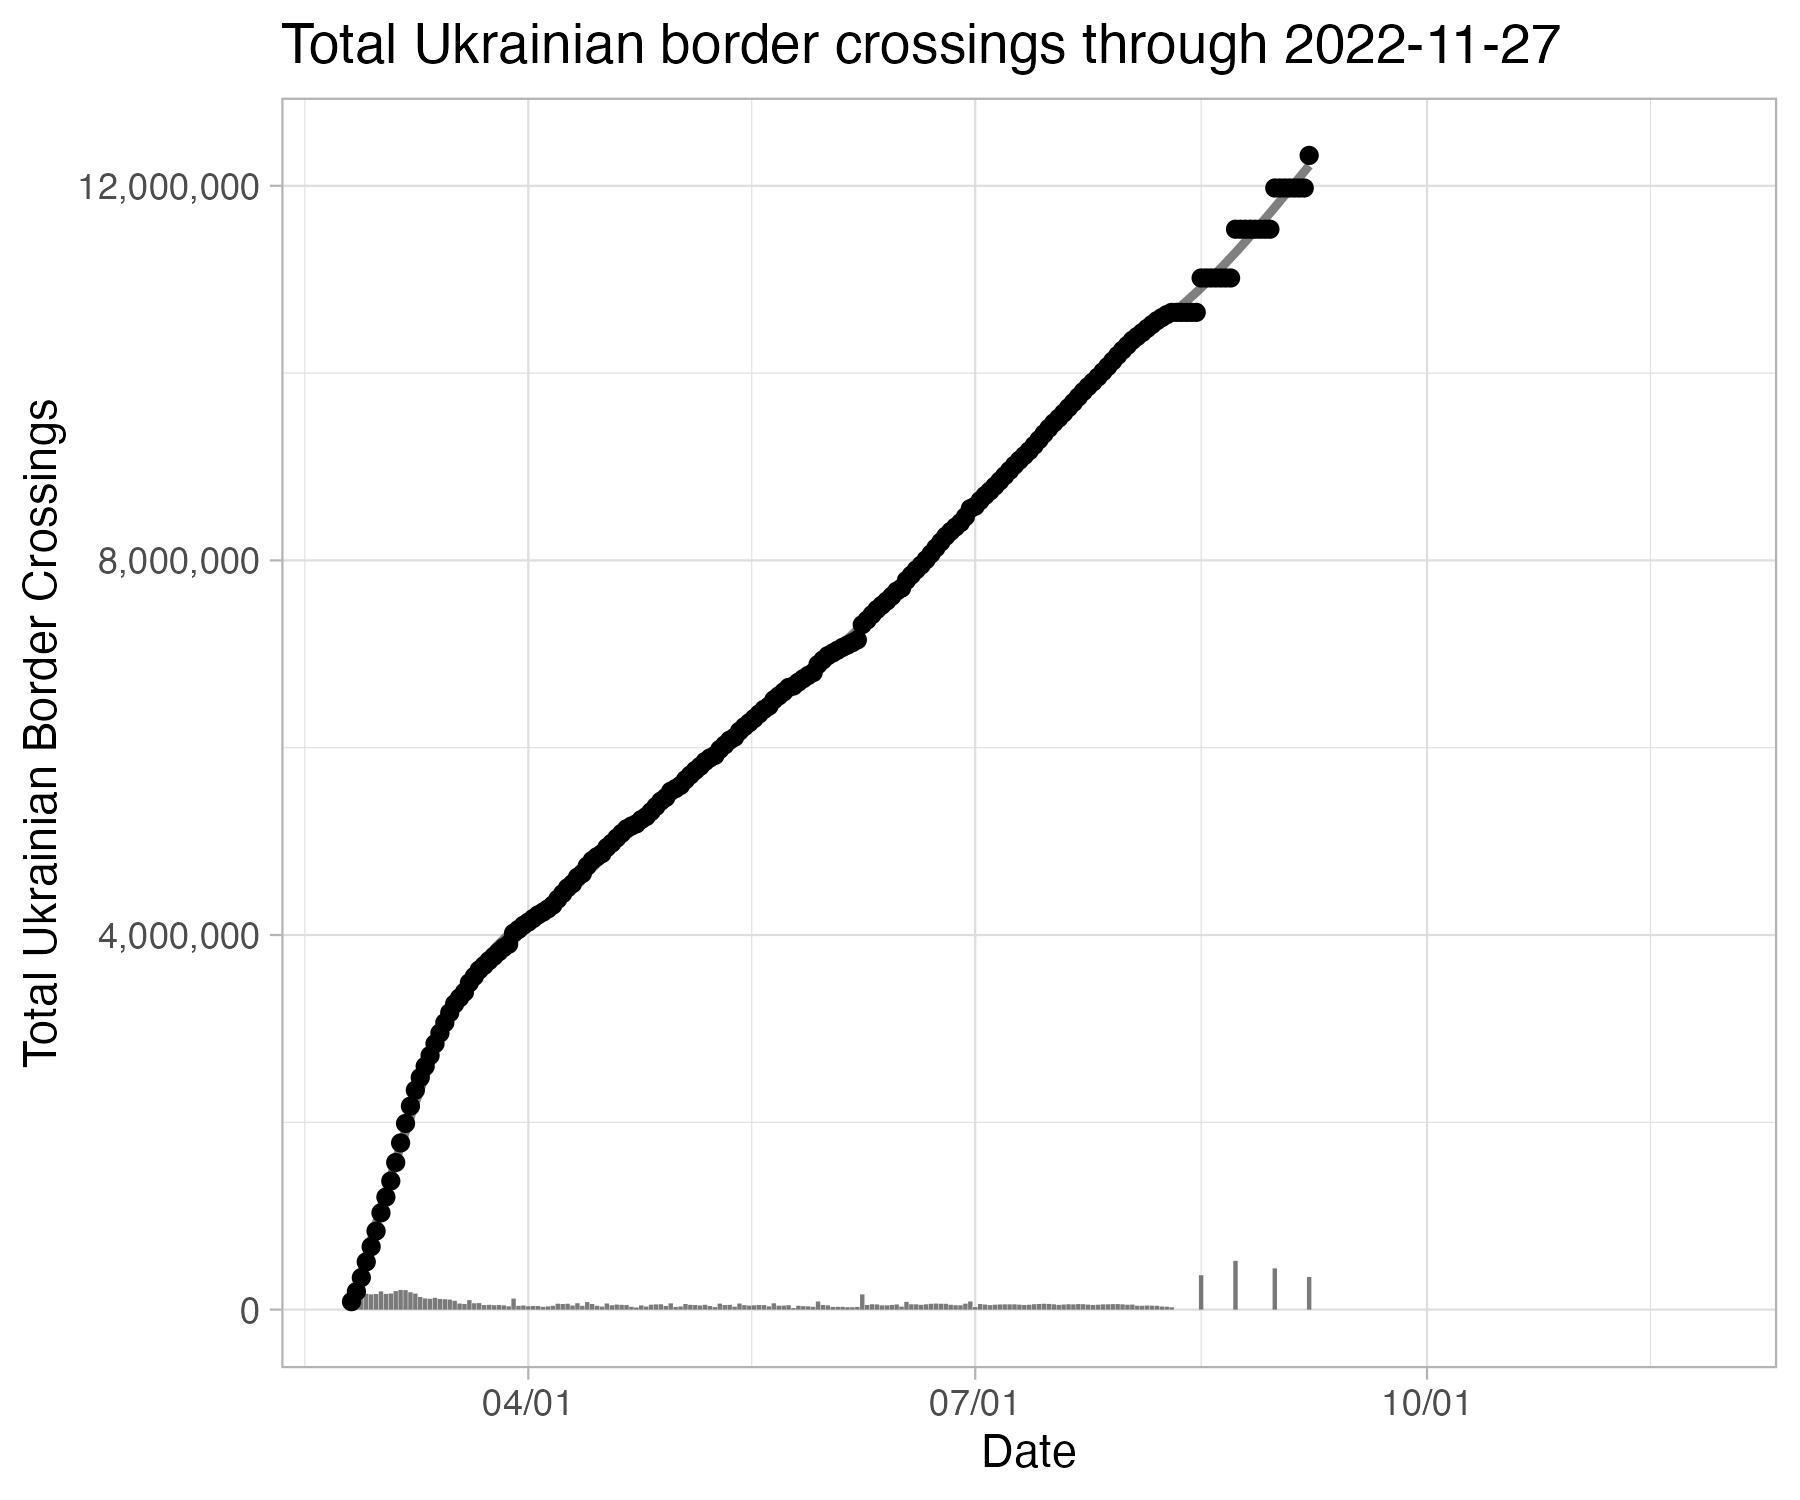 Total Ukrainian border crossings through 2022-11-27
Total Ukrainian Border Crossings
12,000,000
8,000,000
4,000,000
0
04/01
07/01
10/01
Date